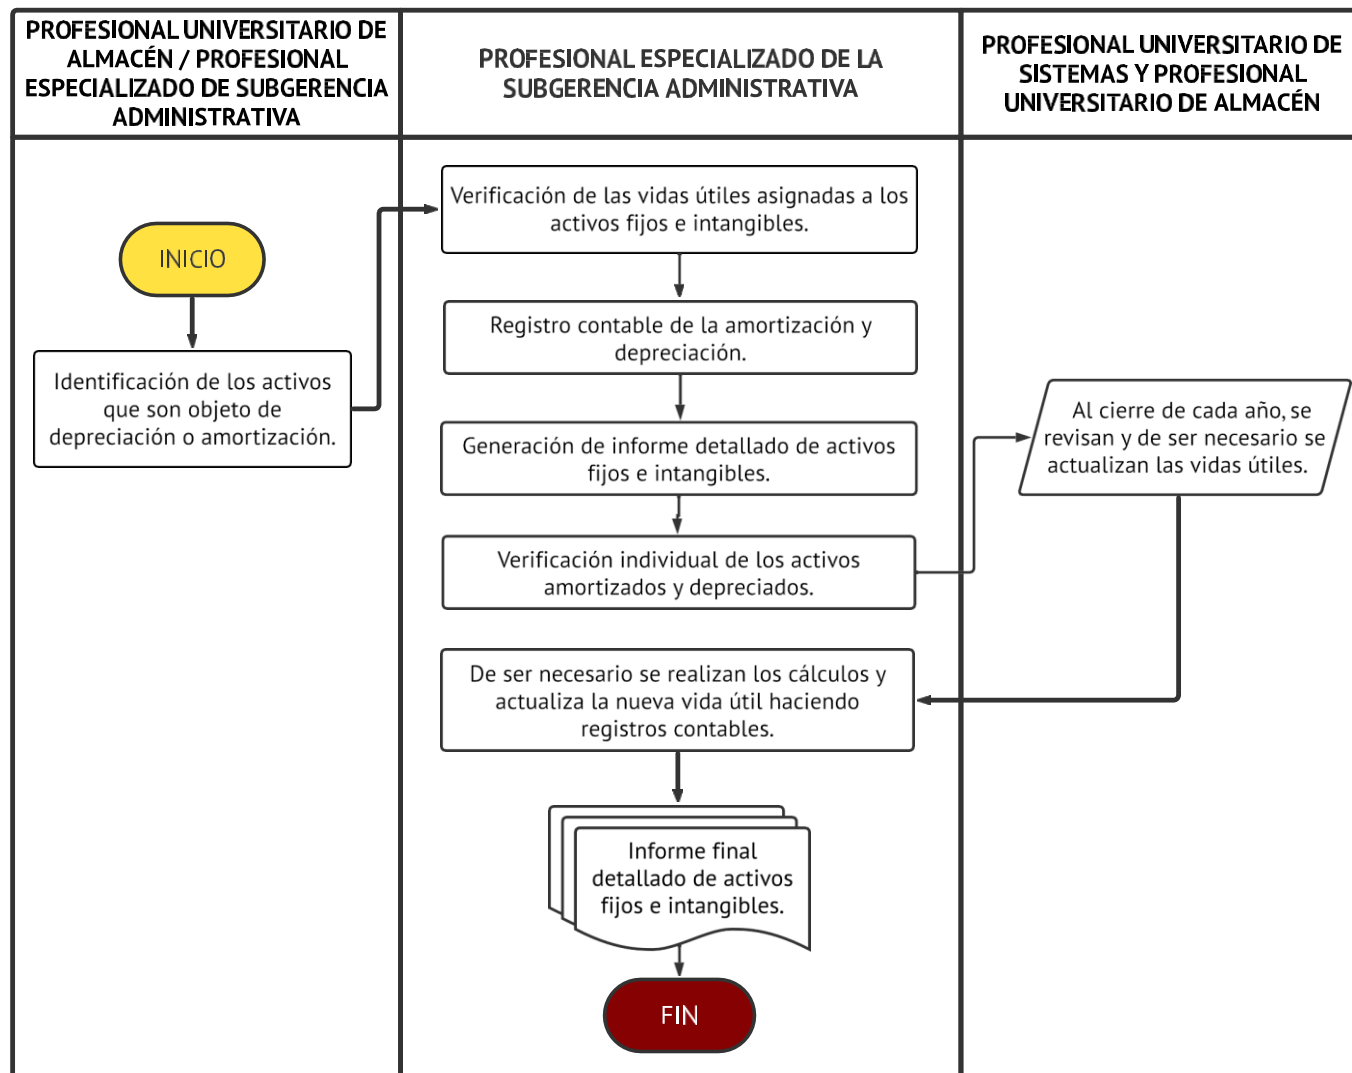 PROFESIONAL UNIVERSITARIO DE
ALMACÉN / PROFESIONAL
ESPECIALIZADO DE SUBGERENCIA
ADMINISTRATIVA
PROFESIONAL ESPECIALIZADO DE LA
SUBGERENCIA ADMINISTRATIVA
PROFESIONAL UNIVERSITARIO DE
SISTEMAS Y PROFESIONAL
UNIVERSITARIO DE ALMACÉN
INICIO
Identificación de los activos
que son objeto de
depreciación o amortización.
Verificación de las vidas útiles asignadas a los
activos fijos e intangibles.
Registro contable de la amortización y
depreciación.
Generación de informe detallado de activos
fijos e intangibles.
Verificación individual de los activos
amortizados y depreciados.
Al cierre de cada año, se
revisan y de ser necesario se
actualizan las vidas útiles.
De ser necesario se realizan los cálculos y
actualiza la nueva vida útil haciendo
registros contables.
Informe final
detallado de activos
fijos e intangibles.
FIN